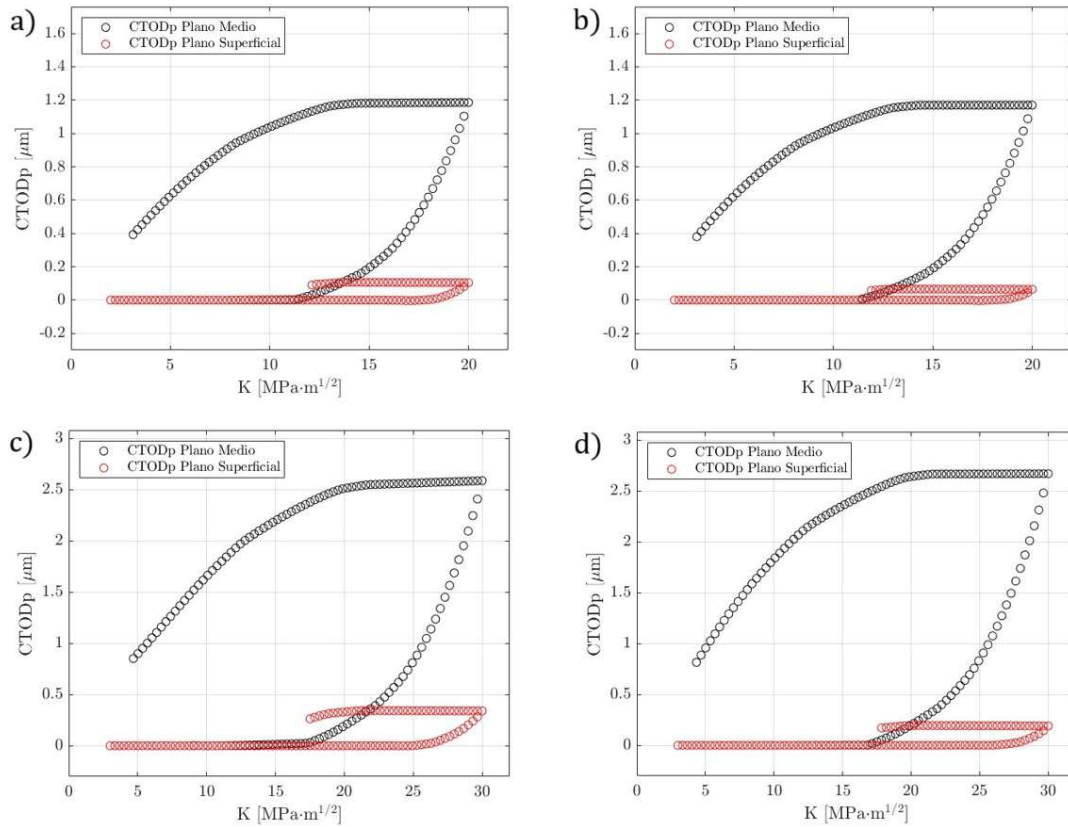 a)
CTODp Plano Medio
CTODp Plano Superficial
1.6
1.4
1.2
1
0.8
0.6
0.4
0.2
0
-0.2
CTODp [μm]
0 5 10 15 20
K [MPa·m^{1/2}]
b)
CTODp Plano Medio
CTODp Plano Superficial
1.6
1.4
1.2
1
0.8
0.6
0.4
0.2
0
-0.2
CTODp [μm]
0 5 10 15 20
K [MPa·m^{1/2}]
c)
CTODp Plano Medio
CTODp Plano Superficial
3
2.5
2
1.5
1
0.5
0
CTODp [μm]
0 5 10 15 20 25 30
K [MPa·m^{1/2}]
d)
CTODp Plano Medio
CTODp Plano Superficial
3
2.5
2
1.5
1
0.5
0
CTODp [μm]
0 5 10 15 20 25 30
K [MPa·m^{1/2}]